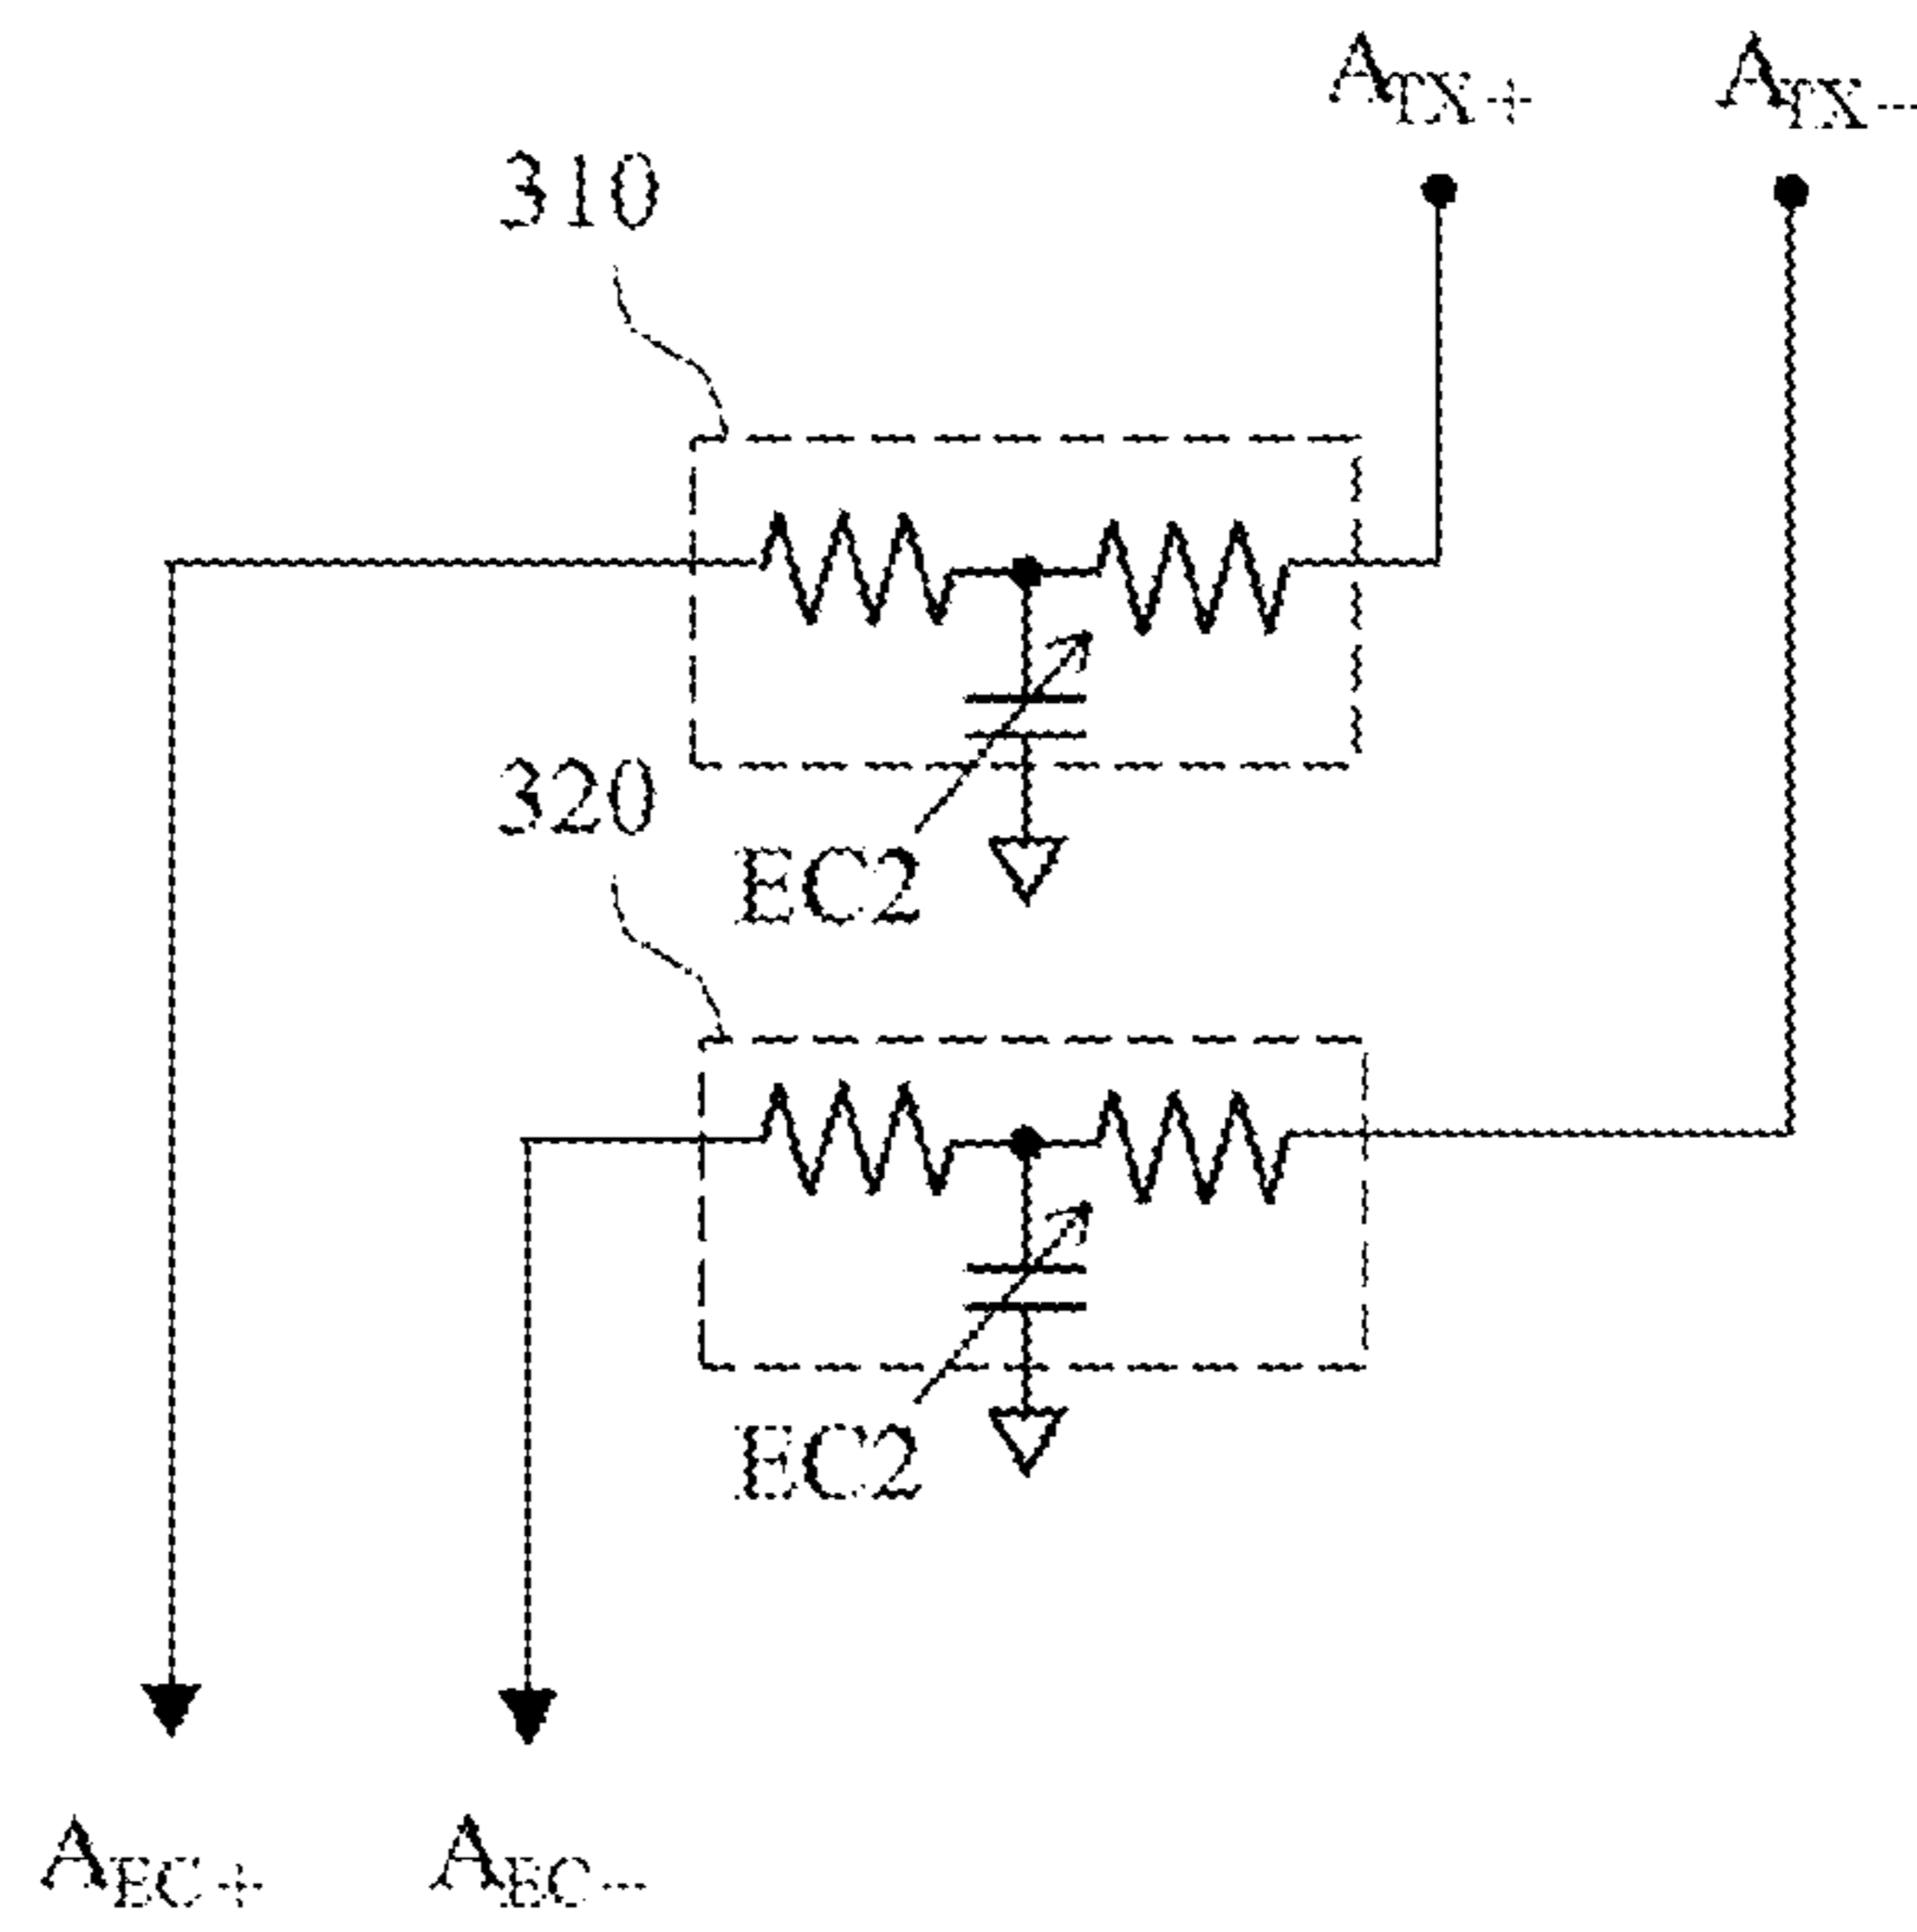 A_TX+ A_TX-
310
320
EC2
EC2
A_EC+ A_EC-